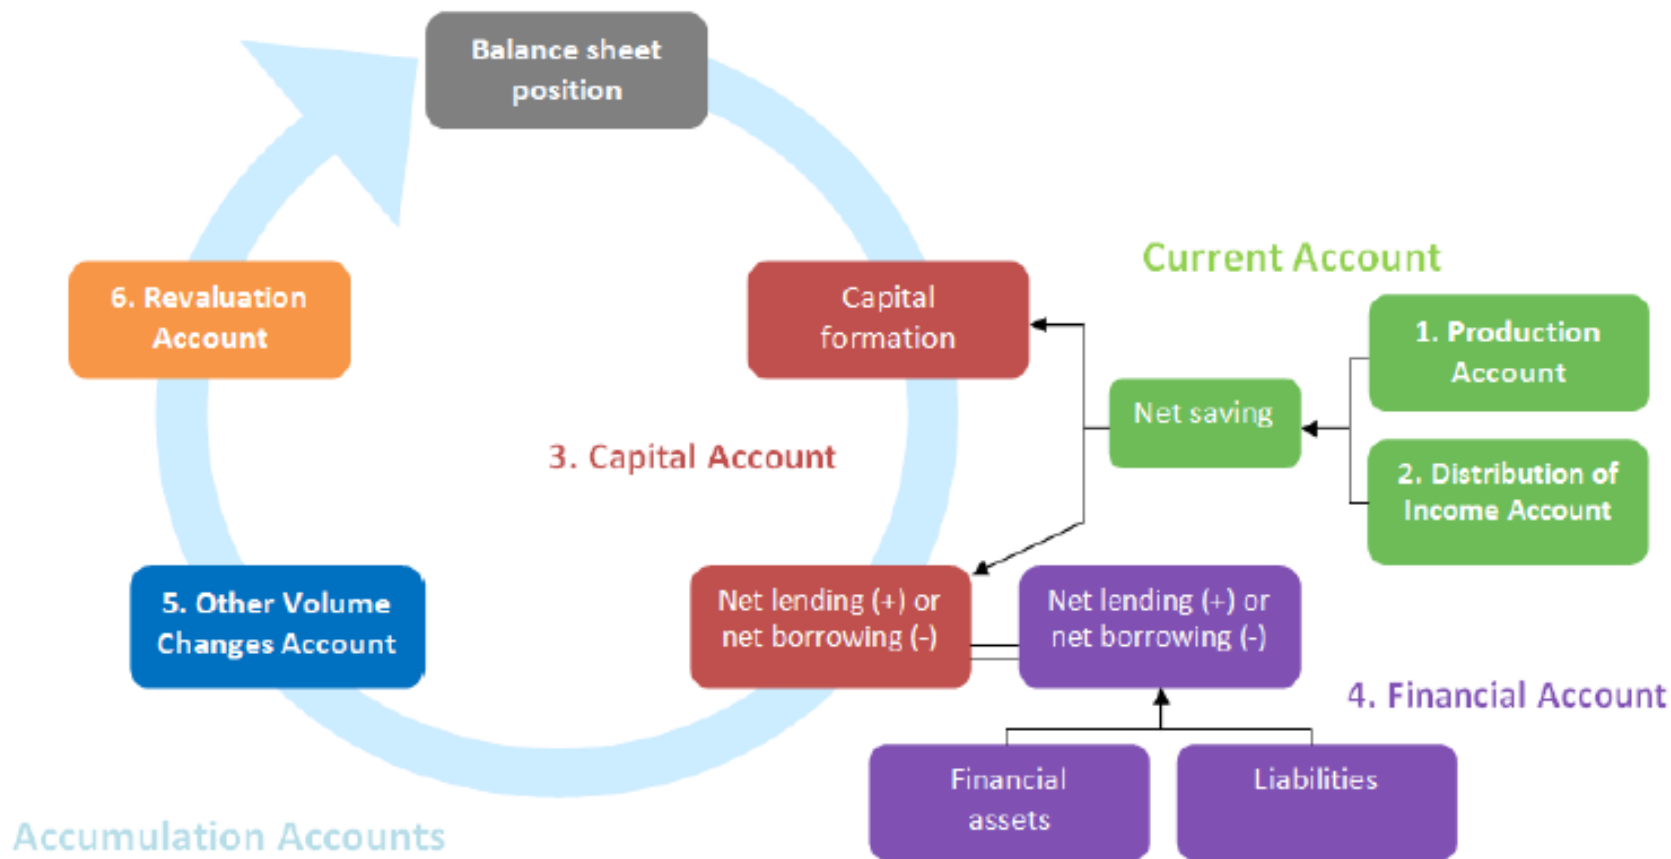 Balance sheet
position
Current Account
6. Revaluation
Account
Capital
formation
1. Production
Account
Net saving
3. Capital Account
2. Distribution of
Income Account
5. Other Volume
Changes Account
Net lending (+) or
net borrowing (-)
Net lending (+) or
net borrowing (-)
4. Financial Account
Financial
assets
Liabilities
Accumulation Accounts